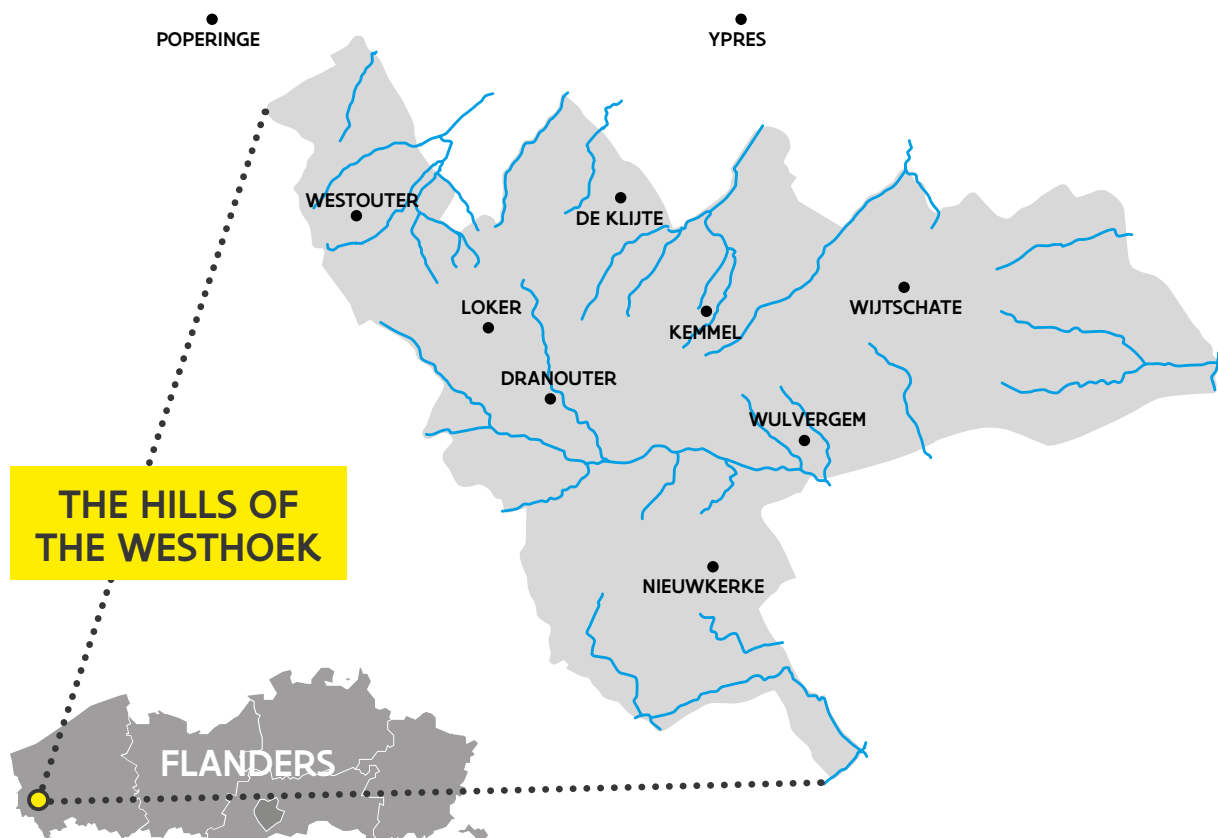 POPERINGE
YPRES
WESTOUTER
DE KLIJTE
LOKER
KEMMEL
WIJTSCHATE
DRANOUTER
WULVERGEM
THE HILLS OF
THE WESTHOEK
NIEUWKERKE
FLANDERS